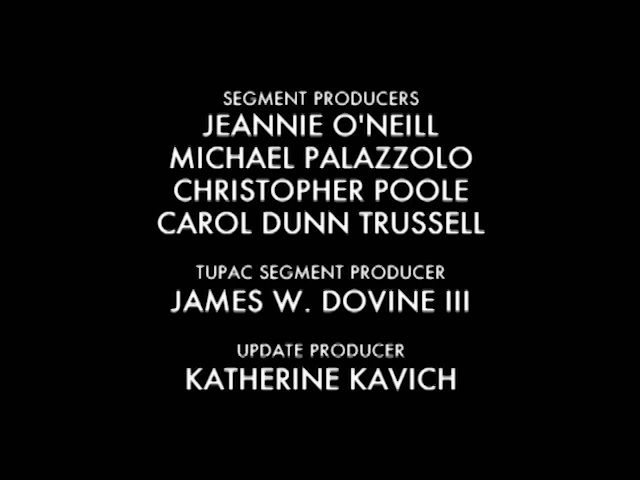 SEGMENT PRODUCERS
JEANNIE O'NEILL
MICHAEL PALAZZOLO
CHRISTOPHER POOLE
CAROL DUNN TRUSSELL
TUPAC SEGMENT PRODUCER
JAMES W. DOVINE III
UPDATE PRODUCER
KATHERINE KAVICH